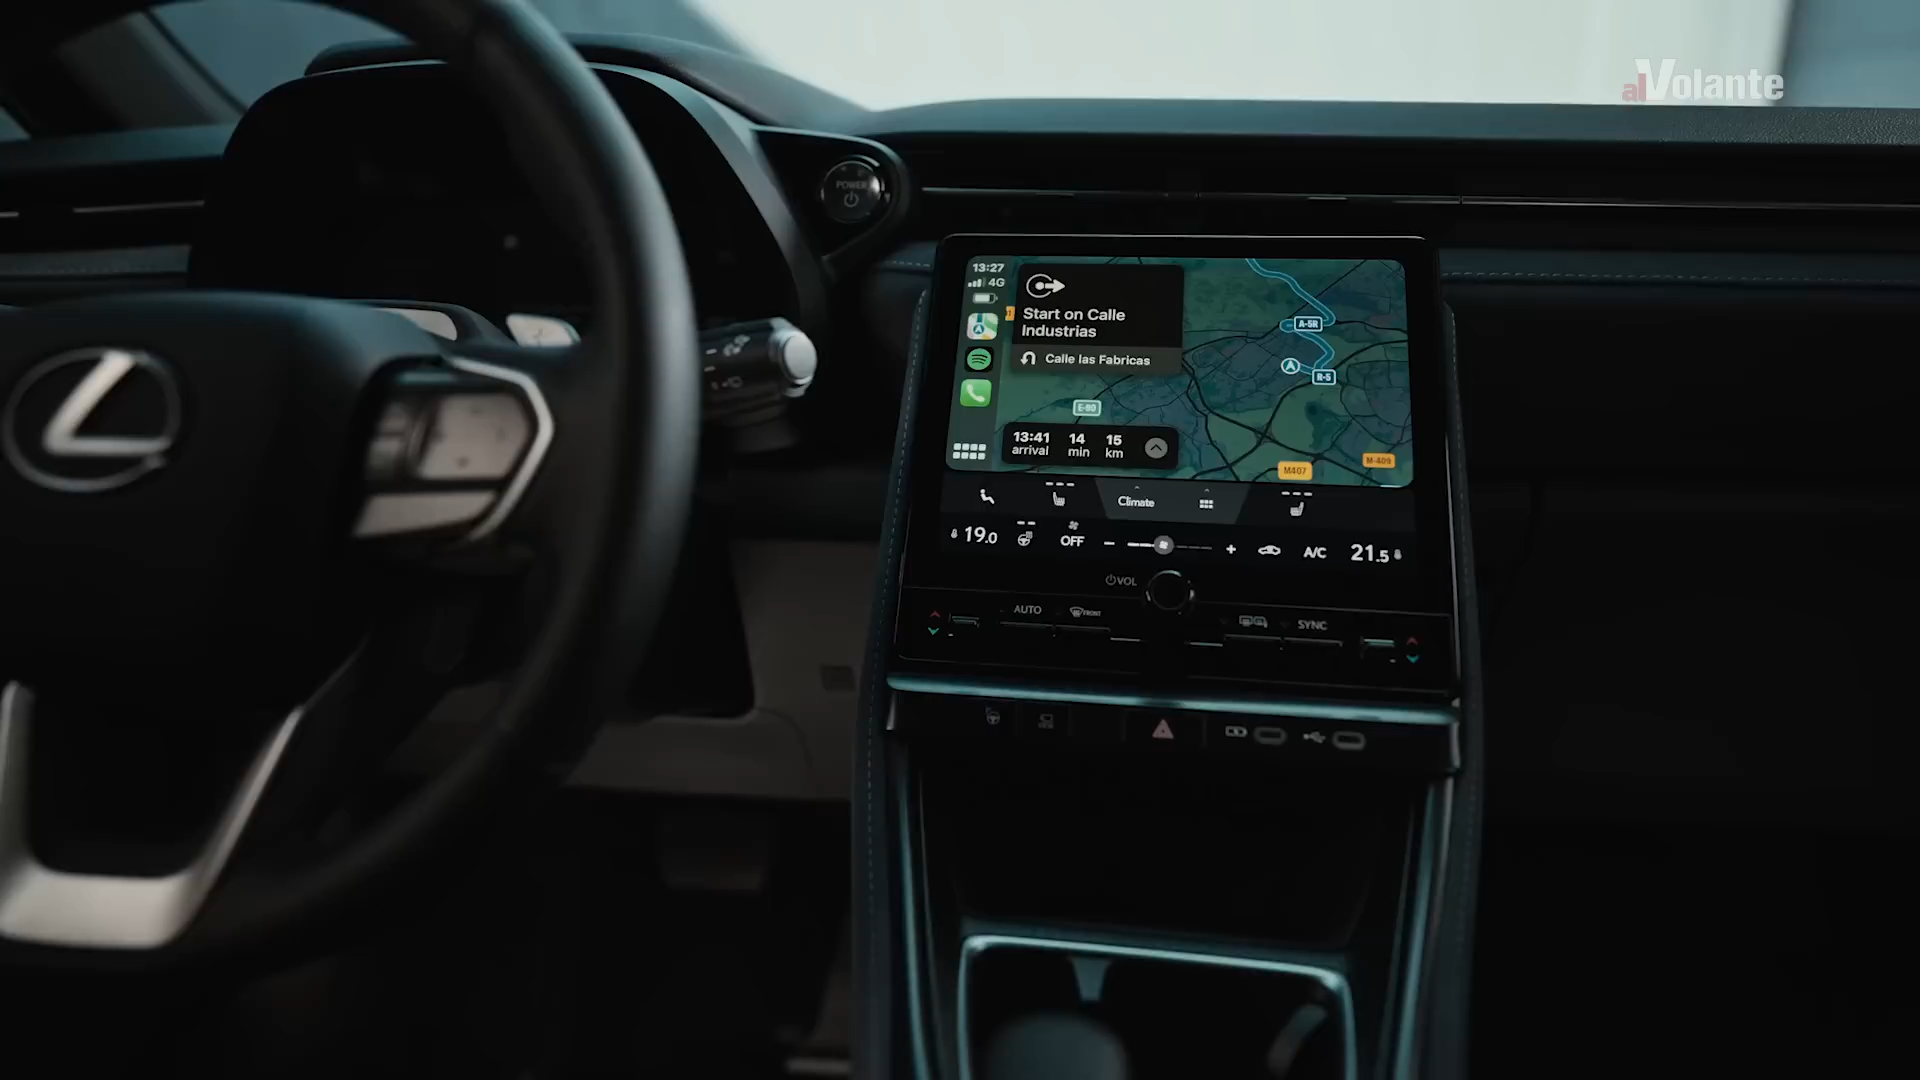 alVolante
POWER
13:27
4G
Start on Calle
Industrias
Calle las Fabricas
A-5R
R-5
E-90
13:41 14 15
arrival min km
M407
M-409
Climate
19.0 OFF - + A/C 21.5
VOL
AUTO FRONT SYNC